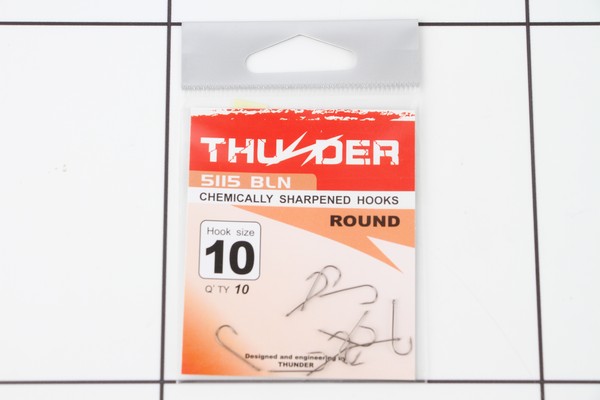 THUNDER
5115 BLN
CHEMICALLY SHARPENED HOOKS
ROUND
Hook size
10
Q'TY 10
Designed and engineering by
THUNDER